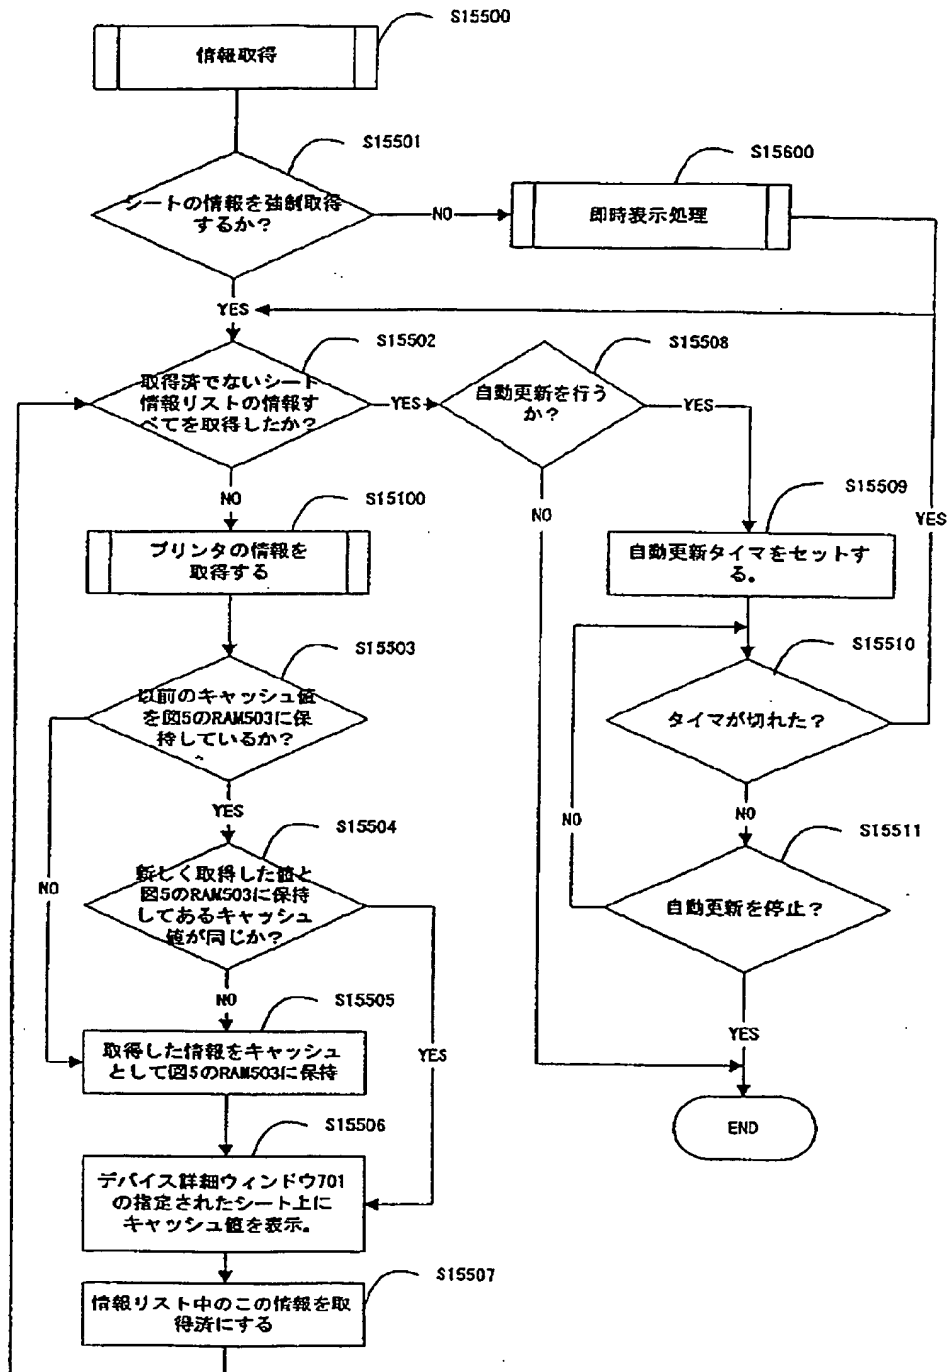 S15500
情報取得
S15501
シートの情報を強制取得
するか?
NO
S15600
即時表示処理
YES
S15502
取得済でないシート
情報リストの情報す
べてを取得したか?
YES
S15508
自動更新を行う
か?
YES
NO
NO
YES
S15100
プリンタの情報を
取得する
S15509
自動更新タイマをセットす
る。
S15503
以前のキャッシュ値
を図5のRAM503に保
持しているか?
S15510
タイマが切れた?
YES
NO
NO
S15504
新しく取得した値と
図5のRAM503に保持
してあるキャッシュ
値が同じか?
NO
S15511
自動更新を停止?
NO
YES
YES
S15505
取得した情報をキャッシュ
として図5のRAM503に保持
END
S15506
デバイス詳細ウィンドウ701
の指定されたシート上に
キャッシュ値を表示。
S15507
情報リスト中のこの情報を取
得済にする